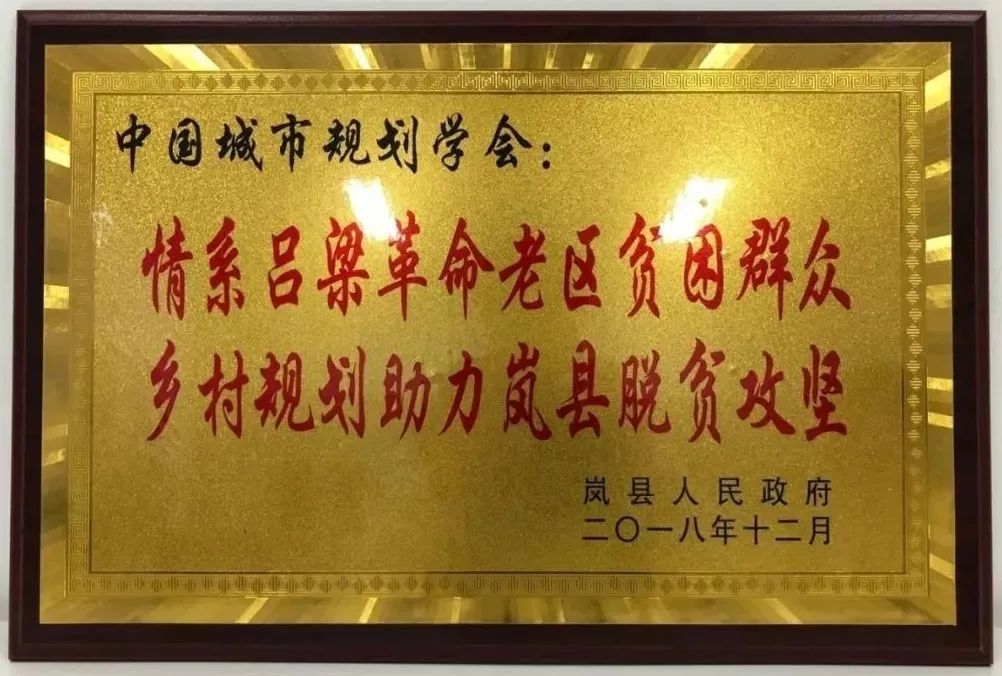 中国城市规划学会：
情系吕梁革命老区贫困群众
乡村规划助力岚县脱贫攻坚
岚县人民政府
二〇一八年十二月